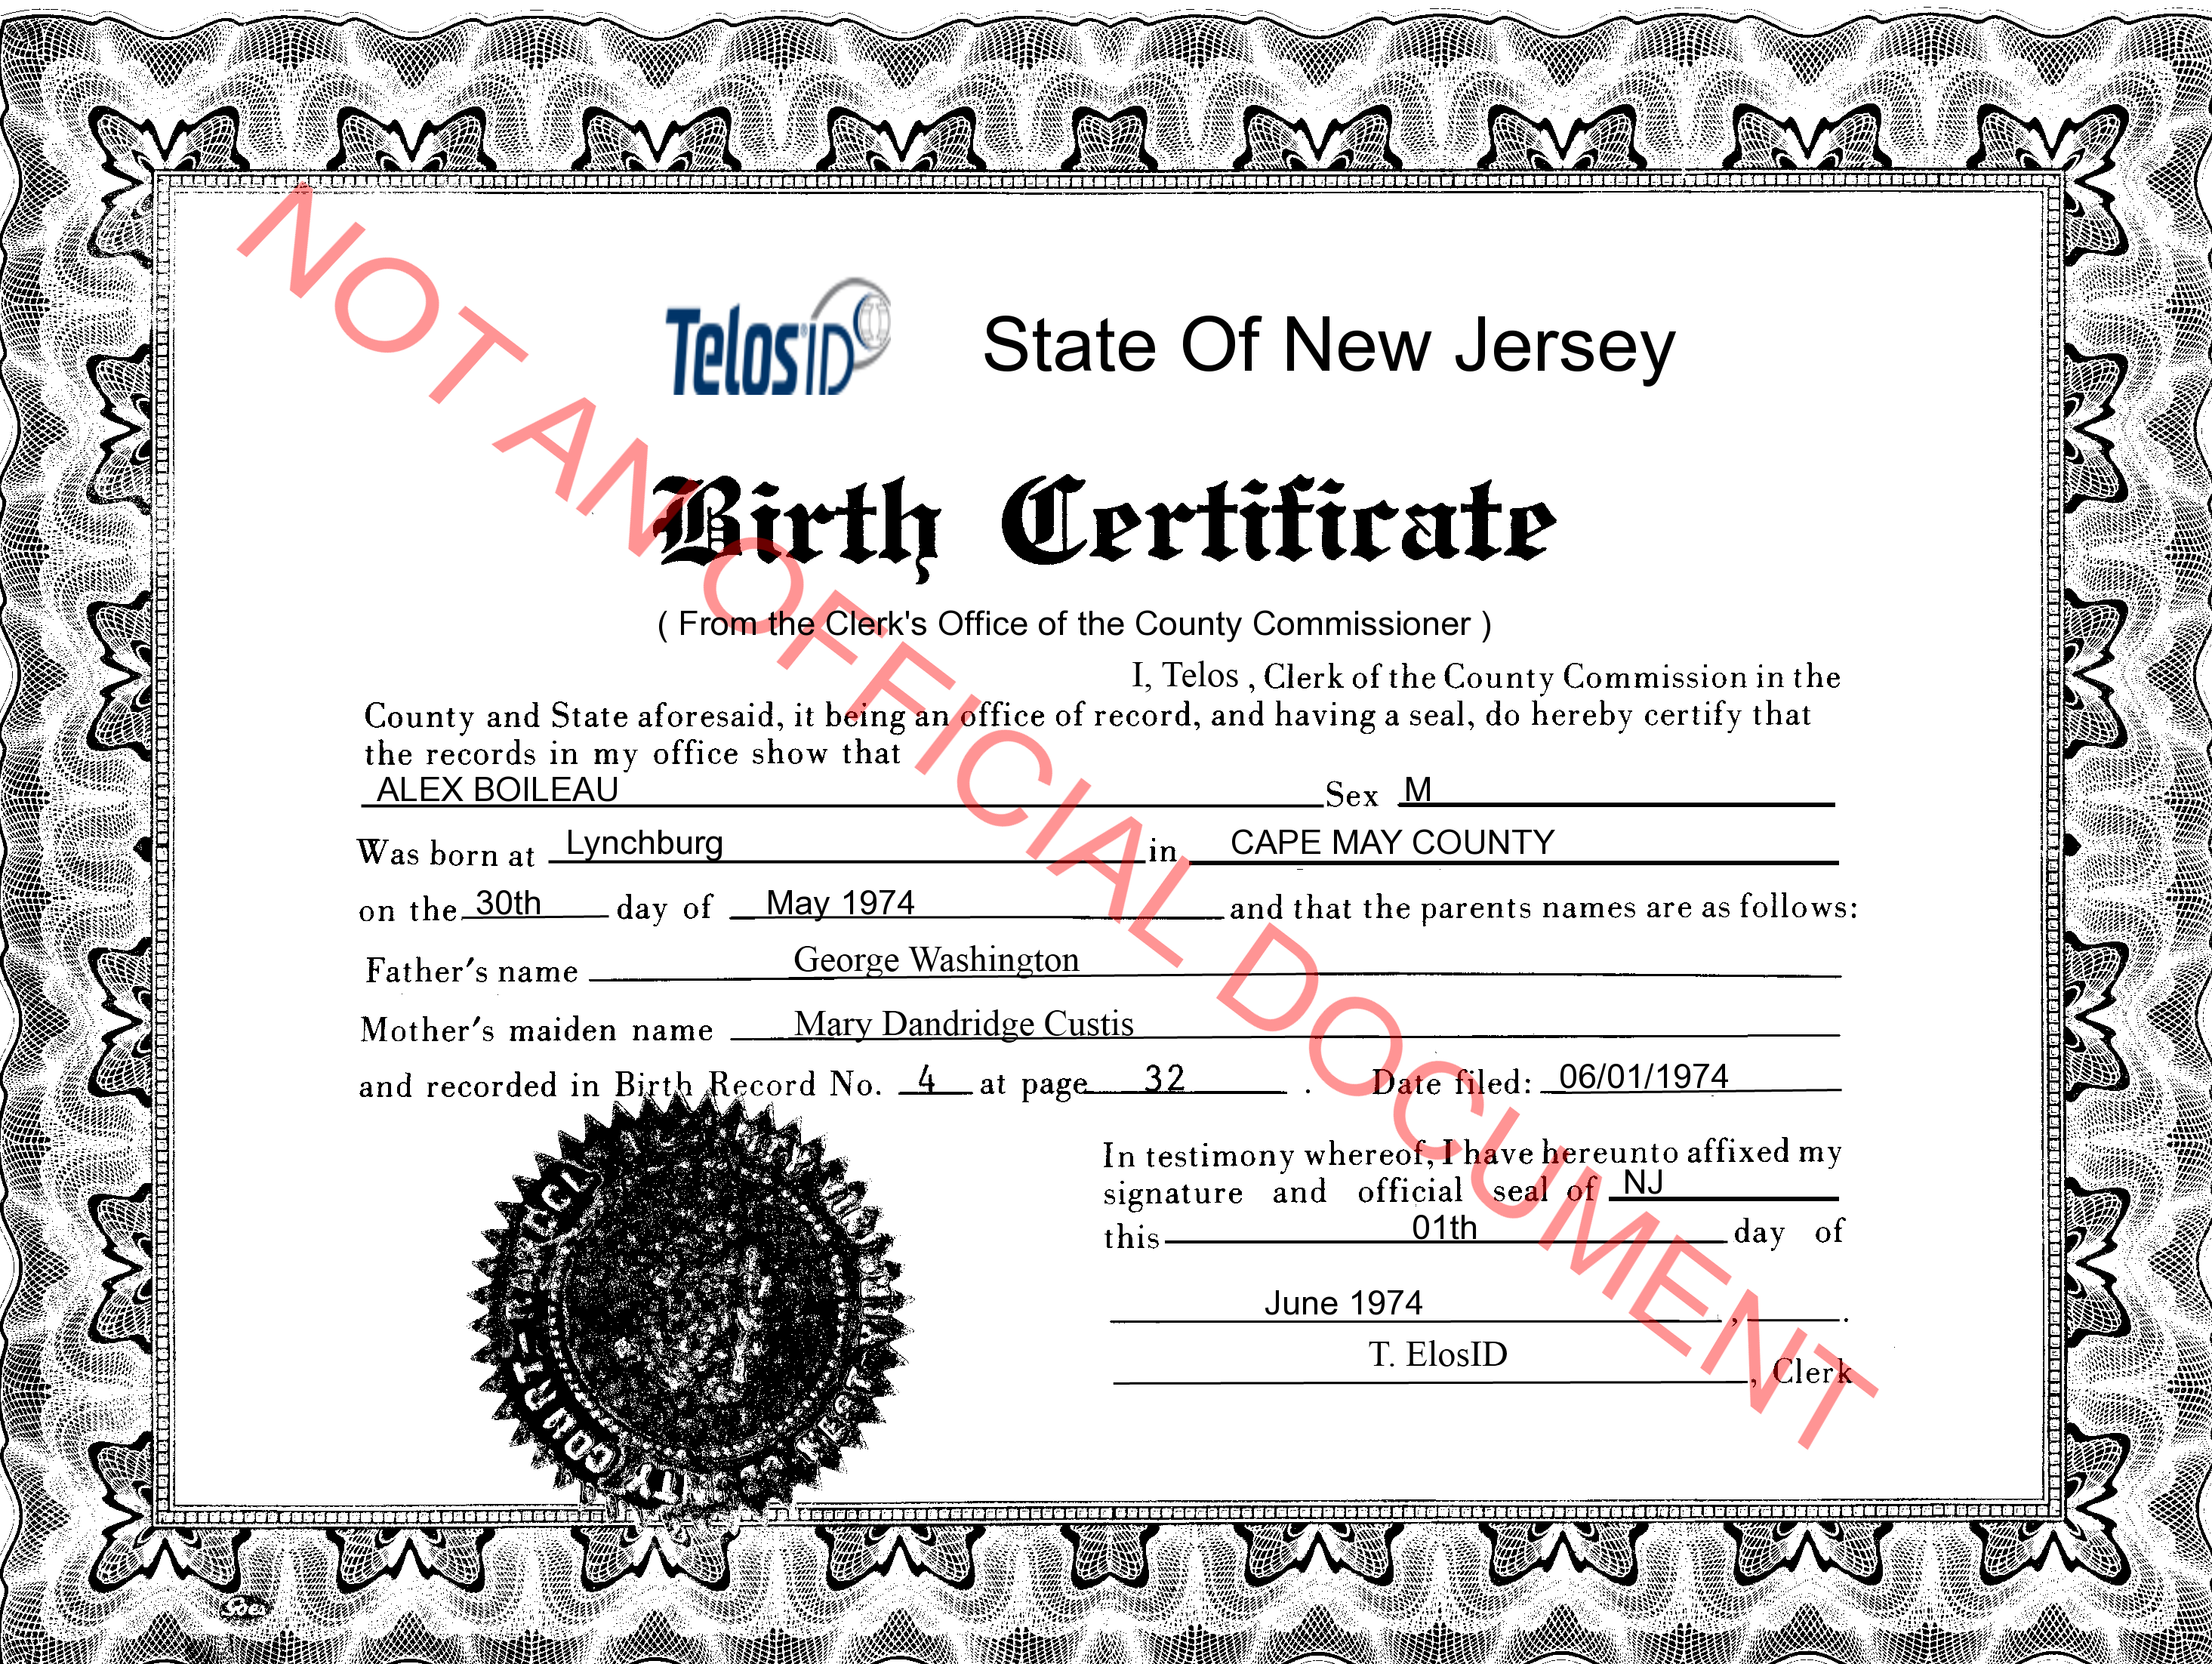 Telos ID State Of New Jersey
Birth Certificate
( From the Clerk's Office of the County Commissioner )
I, Telos , Clerk of the County Commission in the
County and State aforesaid, it being an office of record, and having a seal, do hereby certify that
the records in my office show that
ALEX BOILEAU Sex M
Was born at Lynchburg in CAPE MAY COUNTY
on the 30th day of May 1974 and that the parents names are as follows:
Father's name George Washington
Mother's maiden name Mary Dandridge Custis
and recorded in Birth Record No. 4 at page 32 . Date filed: 06/01/1974
In testimony whereof, I have hereunto affixed my
signature and official seal of NJ
this 01th day of
June 1974 , .
T. ElosID , Clerk
NOT AN OFFICIAL DOCUMENT
COURT
Goes